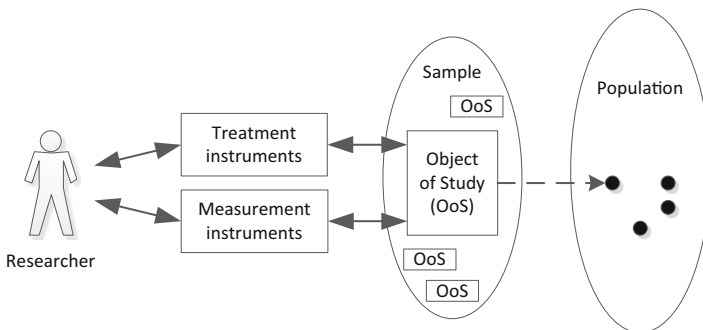 Sample
OoS
Population
Treatment
instruments
Object
of Study
(OoS)
Measurement
instruments
Researcher
OoS
OoS